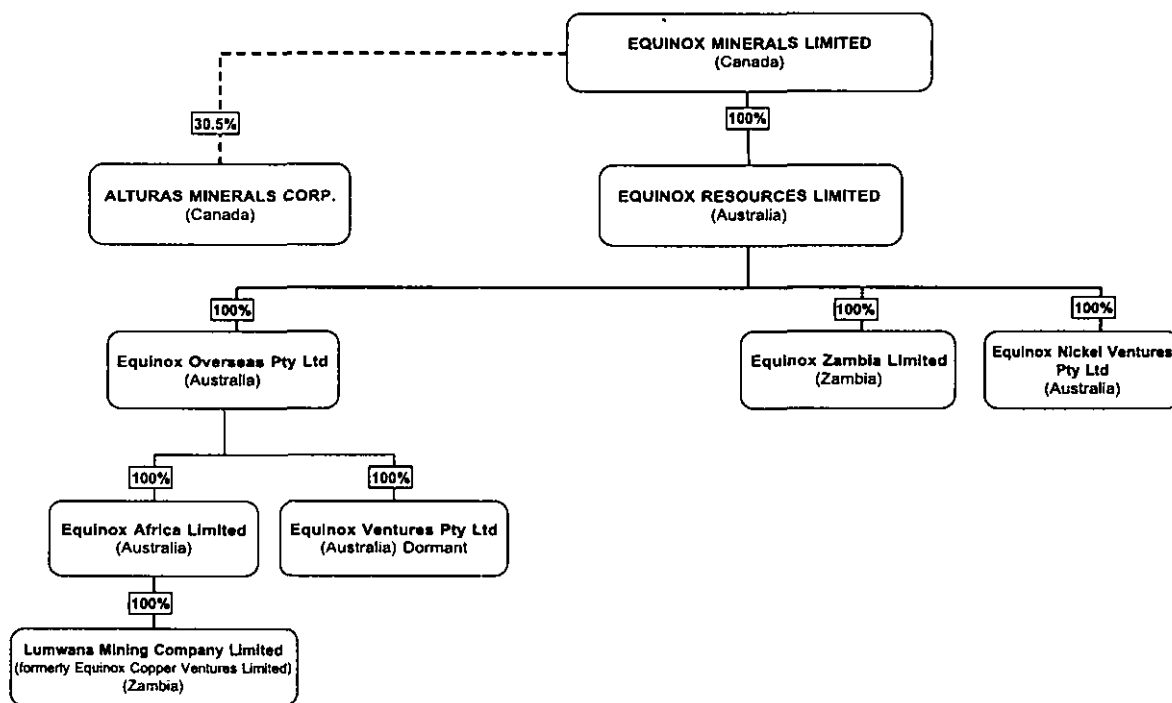 EQUINOX MINERALS LIMITED
(Canada)
30.5%
100%
ALTURAS MINERALS CORP.
(Canada)
EQUINOX RESOURCES LIMITED
(Australia)
100%
100%
100%
Equinox Overseas Pty Ltd
(Australia)
Equinox Zambia Limited
(Zambia)
Equinox Nickel Ventures
Pty Ltd
(Australia)
100%
100%
Equinox Africa Limited
(Australia)
Equinox Ventures Pty Ltd
(Australia) Dormant
100%
Lumwana Mining Company Limited
(formerly Equinox Copper Ventures Limited)
(Zambia)